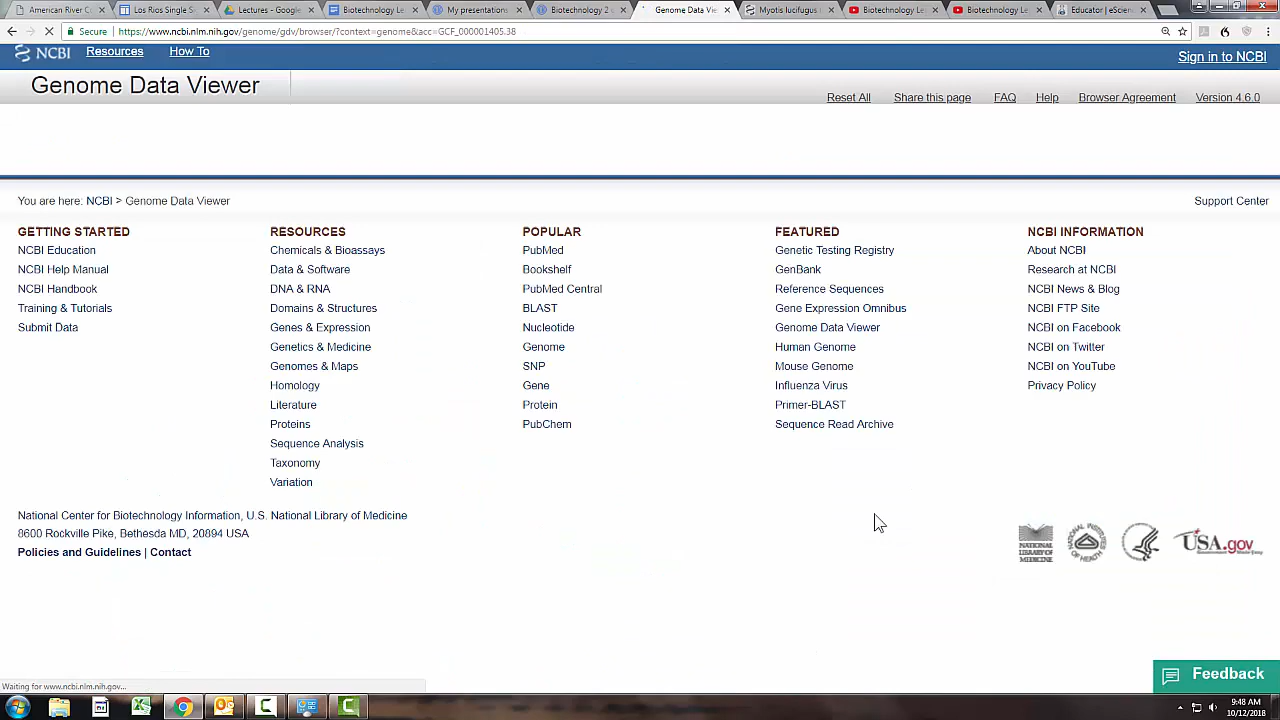 American River C
Los Rios Single S
Lectures - Google
Biotechnology Le
My presentations
Biotechnology 2
Genome Data Vie
Myotis lucifugus
Biotechnology Le
Biotechnology Le
Educator | eScien
Secure | https://www.ncbi.nlm.nih.gov/genome/gdv/browser/?context=genome&acc=GCF_000001405.38
NCBI Resources How To Sign in to NCBI
Genome Data Viewer
Reset All Share this page FAQ Help Browser Agreement Version 4.6.0
You are here: NCBI > Genome Data Viewer Support Center
GETTING STARTED
NCBI Education
NCBI Help Manual
NCBI Handbook
Training & Tutorials
Submit Data
RESOURCES
Chemicals & Bioassays
Data & Software
DNA & RNA
Domains & Structures
Genes & Expression
Genetics & Medicine
Genomes & Maps
Homology
Literature
Proteins
Sequence Analysis
Taxonomy
Variation
POPULAR
PubMed
Bookshelf
PubMed Central
BLAST
Nucleotide
Genome
SNP
Gene
Protein
PubChem
FEATURED
Genetic Testing Registry
GenBank
Reference Sequences
Gene Expression Omnibus
Genome Data Viewer
Human Genome
Mouse Genome
Influenza Virus
Primer-BLAST
Sequence Read Archive
NCBI INFORMATION
About NCBI
Research at NCBI
NCBI News & Blog
NCBI FTP Site
NCBI on Facebook
NCBI on Twitter
NCBI on YouTube
Privacy Policy
National Center for Biotechnology Information, U.S. National Library of Medicine
8600 Rockville Pike, Bethesda MD, 20894 USA
Policies and Guidelines | Contact
NATIONAL LIBRARY OF MEDICINE
USA.gov
Feedback
Waiting for www.ncbi.nlm.nih.gov...
9:48 AM
10/12/2018